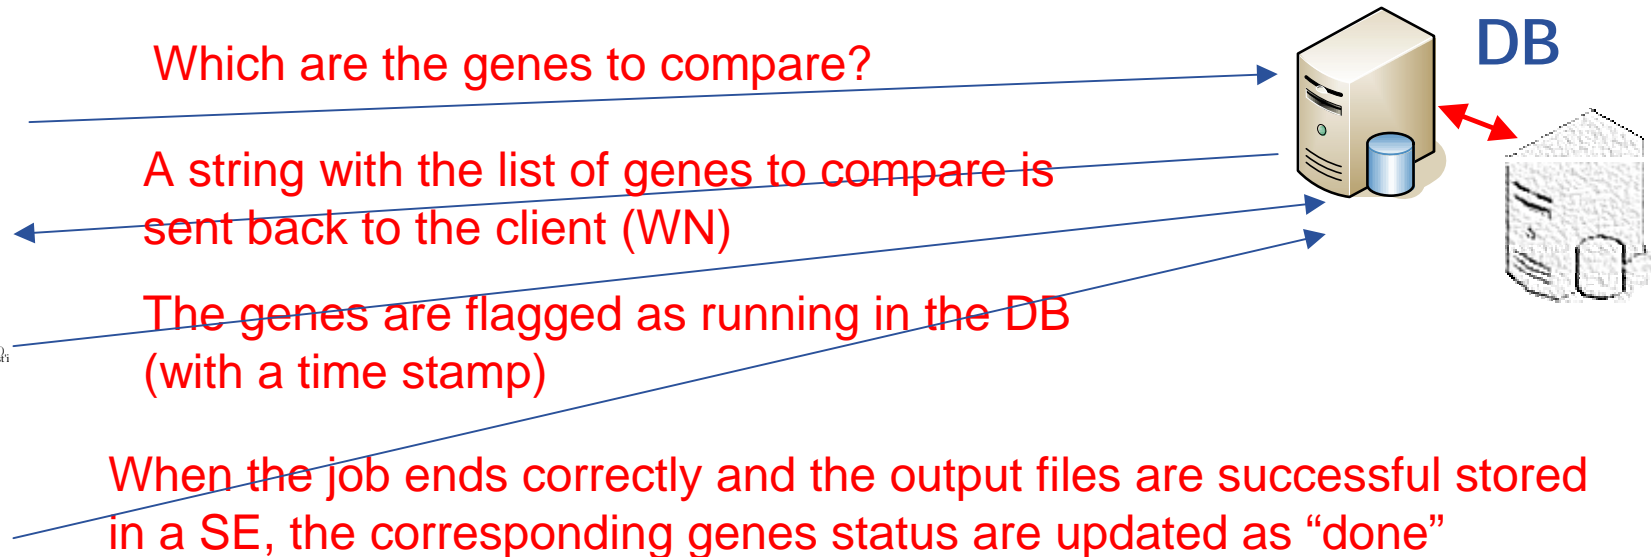 DB
Which are the genes to compare?
A string with the list of genes to compare is
sent back to the client (WN)
The genes are flagged as running in the DB
(with a time stamp)
When the job ends correctly and the output files are successful stored
in a SE, the corresponding genes status are updated as “done”